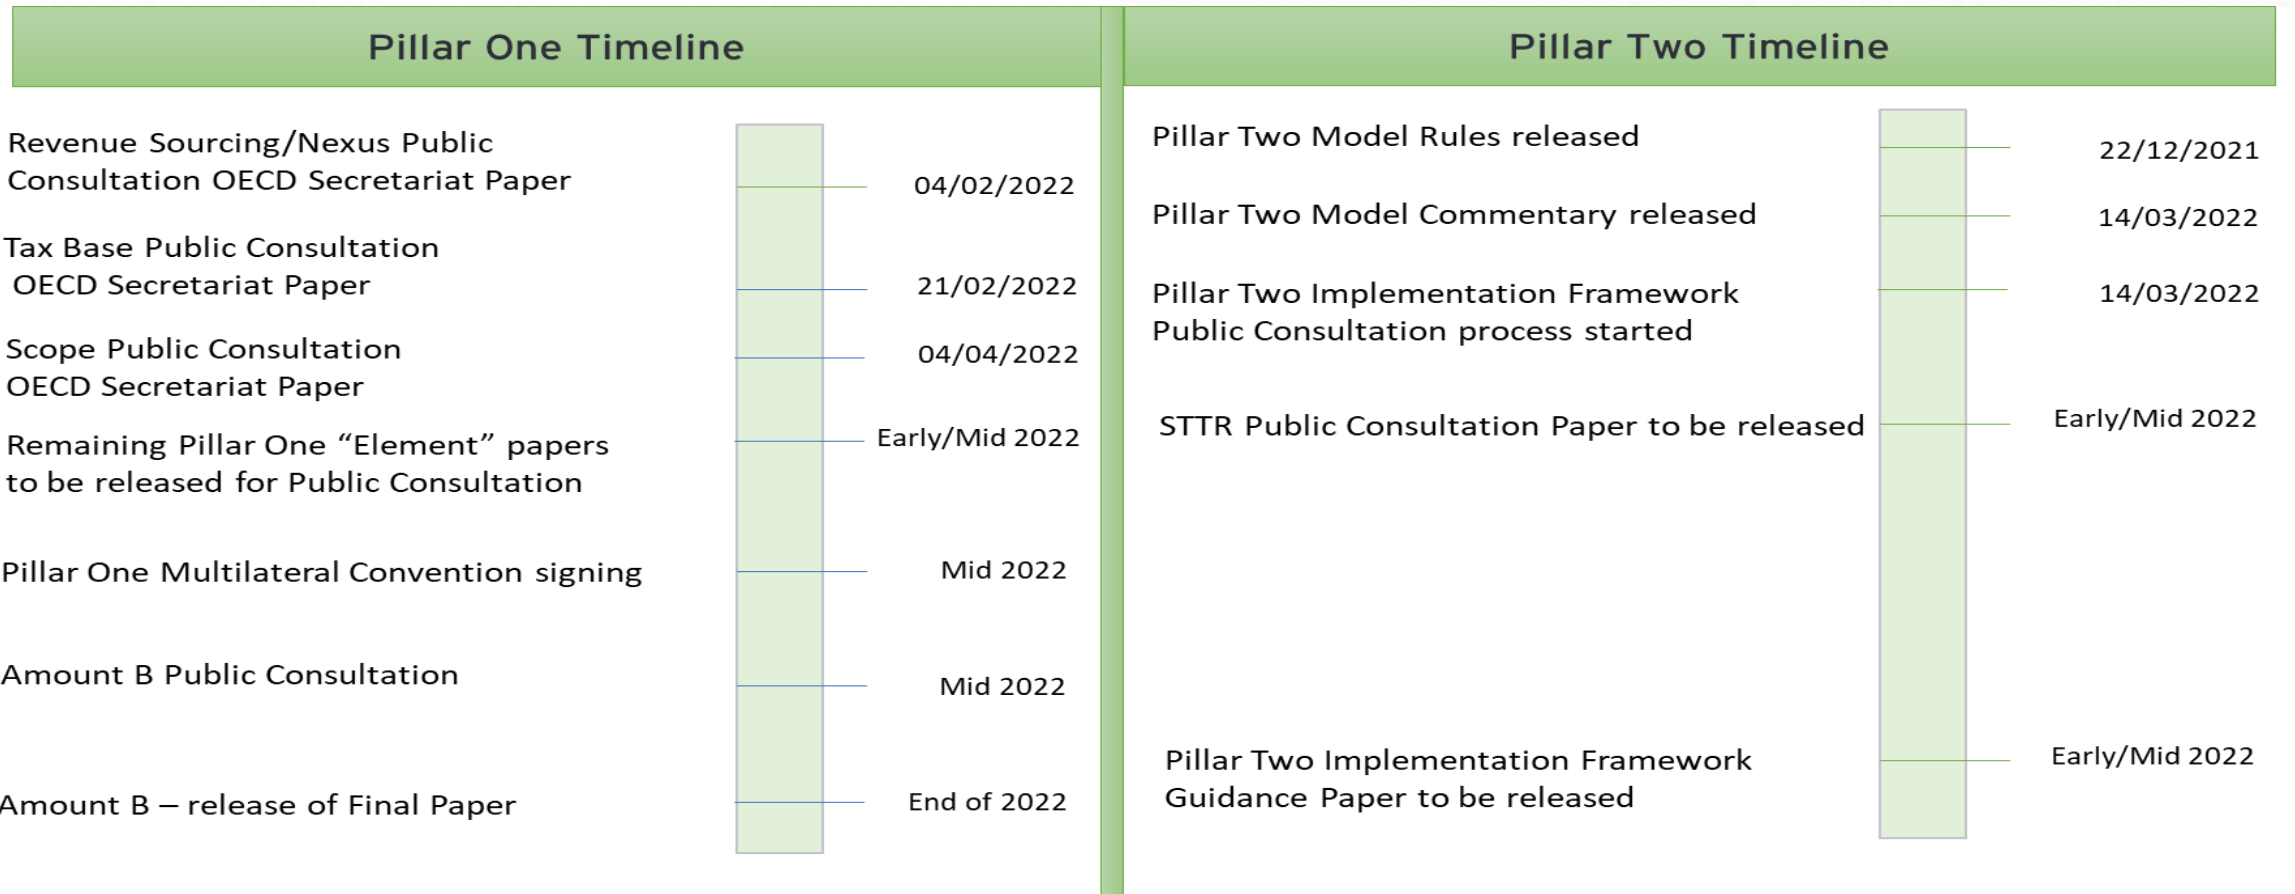 Pillar One Timeline
Revenue Sourcing/Nexus Public
Consultation OECD Secretariat Paper
04/02/2022
Tax Base Public Consultation
OECD Secretariat Paper
21/02/2022
Scope Public Consultation
OECD Secretariat Paper
04/04/2022
Remaining Pillar One “Element” papers
to be released for Public Consultation
Early/Mid 2022
Pillar One Multilateral Convention signing
Mid 2022
Amount B Public Consultation
Mid 2022
Amount B – release of Final Paper
End of 2022
Pillar Two Timeline
Pillar Two Model Rules released
22/12/2021
Pillar Two Model Commentary released
14/03/2022
Pillar Two Implementation Framework
Public Consultation process started
14/03/2022
STTR Public Consultation Paper to be released
Early/Mid 2022
Pillar Two Implementation Framework
Guidance Paper to be released
Early/Mid 2022